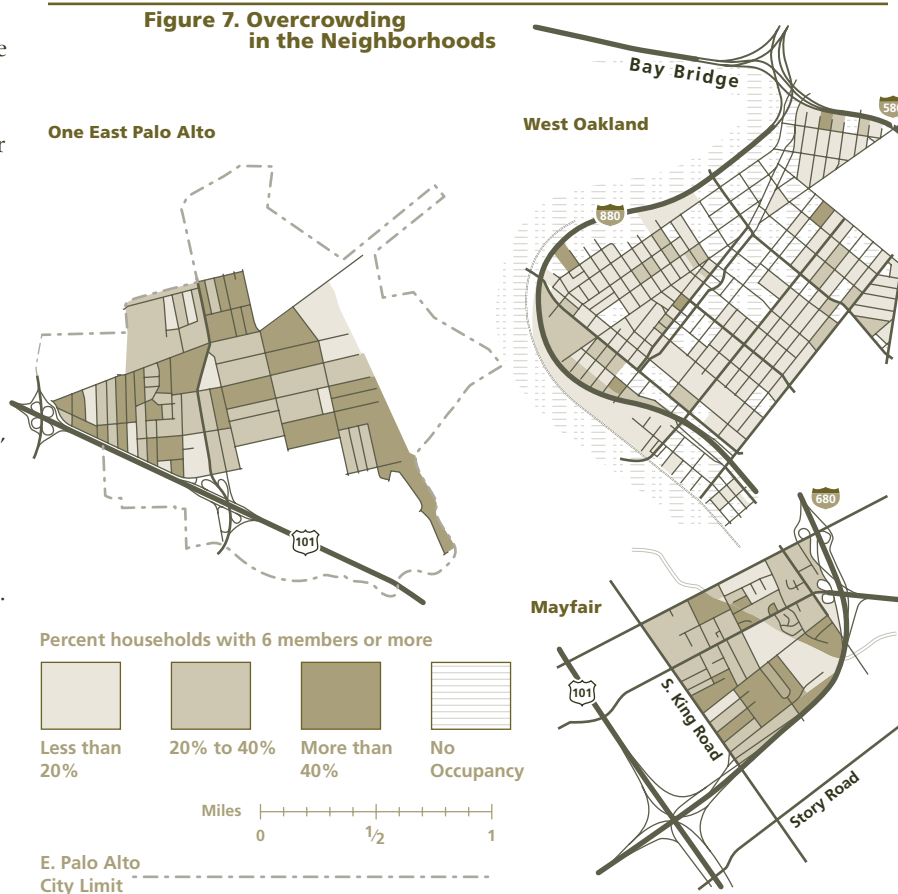 Figure 7. Overcrowding
in the Neighborhoods
e
r
,
.
One East Palo Alto
West Oakland
Bay Bridge
580
880
101
Mayfair
680
101
S. King Road
Story Road
Percent households with 6 members or more
Less than
20%
20% to 40%
More than
40%
No
Occupancy
Miles
0
1/2
1
E. Palo Alto
City Limit